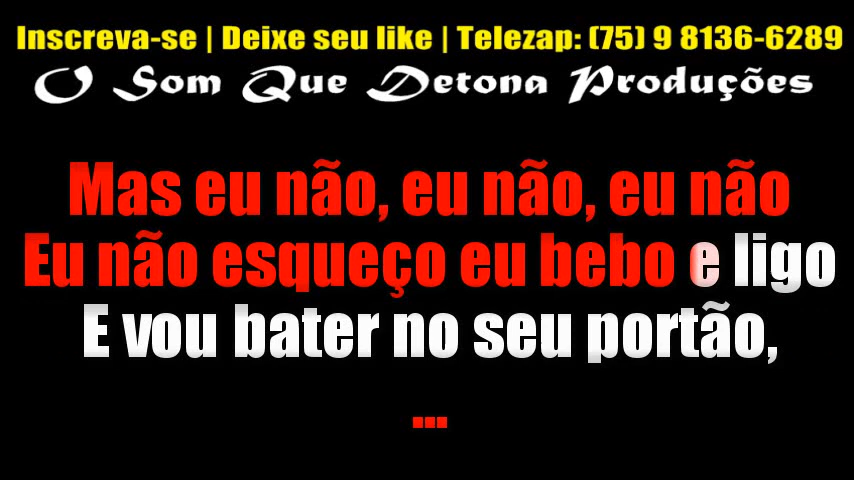 Inscreva-se | Deixe seu like | Telezap: (75) 9 8136-6289
O Som Que Detona Produções
Mas eu não, eu não, eu não
Eu não esqueço eu bebo e ligo
E vou bater no seu portão,
...